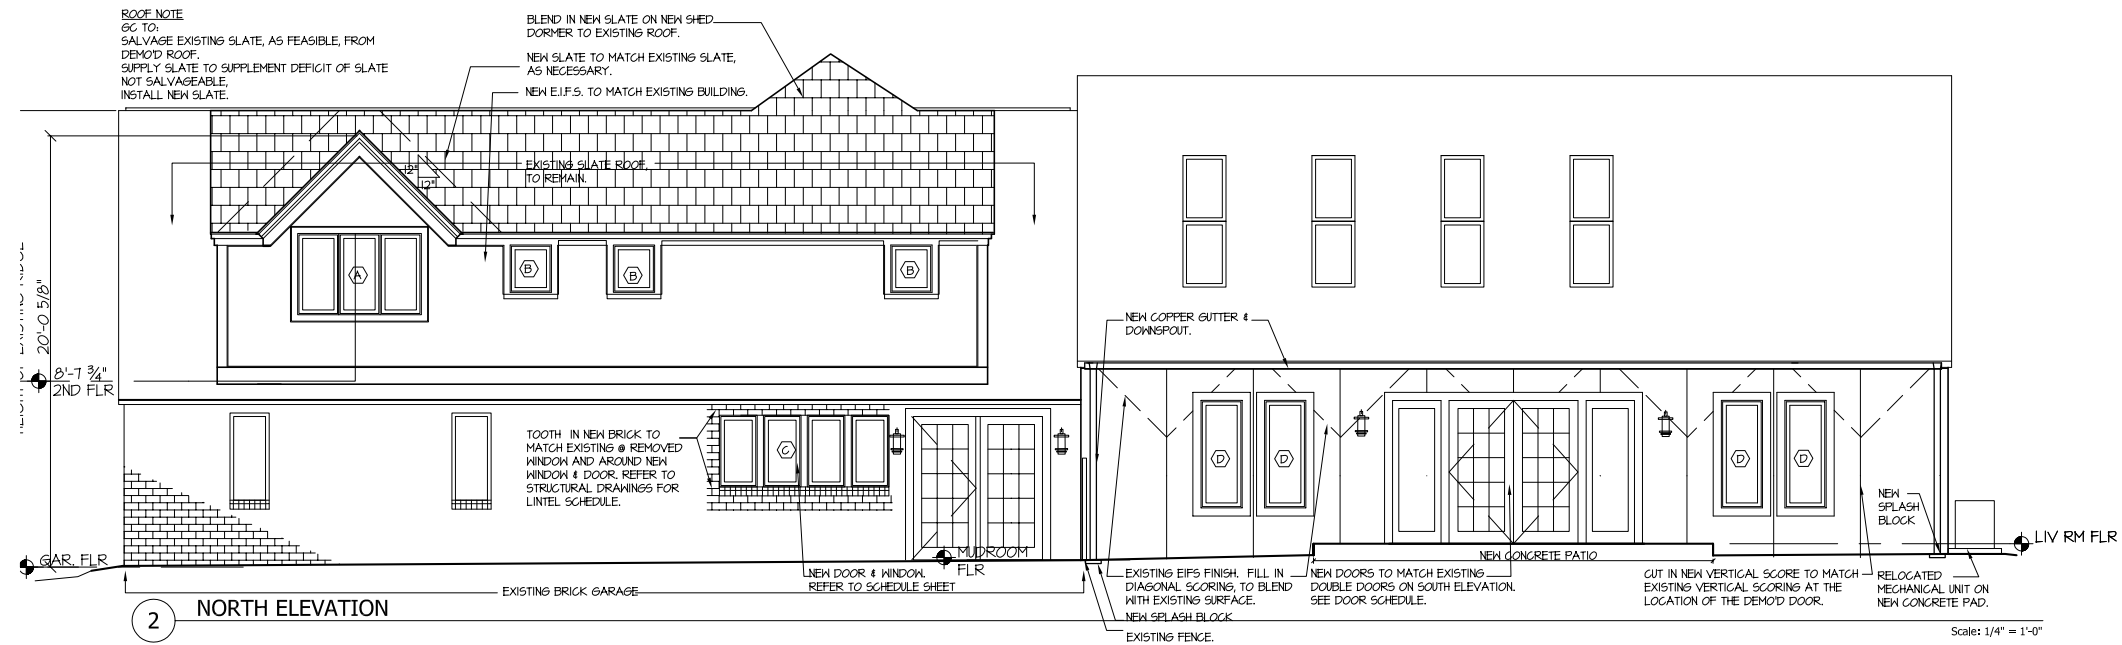 ROOF NOTE
GC TO:
SALVAGE EXISTING SLATE, AS FEASIBLE, FROM
DEMO'D ROOF.
SUPPLY SLATE TO SUPPLEMENT DEFICIT OF SLATE
NOT SALVAGEABLE,
INSTALL NEW SLATE.
BLEND IN NEW SLATE ON NEW SHED
DORMER TO EXISTING ROOF.
NEW SLATE TO MATCH EXISTING SLATE,
AS NECESSARY.
NEW E.I.F.S. TO MATCH EXISTING BUILDING.
EXISTING SLATE ROOF,
TO REMAIN.
12"
12"
A
B
B
B
20'-0 5/8"
8'-7 3/4"
2ND FLR
NEW COPPER GUTTER &
DOWNSPOUT.
TOOTH IN NEW BRICK TO
MATCH EXISTING @ REMOVED
WINDOW AND AROUND NEW
WINDOW & DOOR. REFER TO
STRUCTURAL DRAWINGS FOR
LINTEL SCHEDULE.
C
D
D
D
D
NEW
SPLASH
BLOCK
LIV RM FLR
GAR. FLR
MUDROOM
FLR
NEW CONCRETE PATIO
NEW DOOR & WINDOW.
REFER TO SCHEDULE SHEET
EXISTING BRICK GARAGE
EXISTING EIFS FINISH. FILL IN
DIAGONAL SCORING, TO BLEND
WITH EXISTING SURFACE.
NEW DOORS TO MATCH EXISTING
DOUBLE DOORS ON SOUTH ELEVATION.
SEE DOOR SCHEDULE.
CUT IN NEW VERTICAL SCORE TO MATCH
EXISTING VERTICAL SCORING AT THE
LOCATION OF THE DEMO'D DOOR.
RELOCATED
MECHANICAL UNIT ON
NEW CONCRETE PAD.
NEW SPLASH BLOCK
EXISTING FENCE.
2
NORTH ELEVATION
Scale: 1/4" = 1'-0"